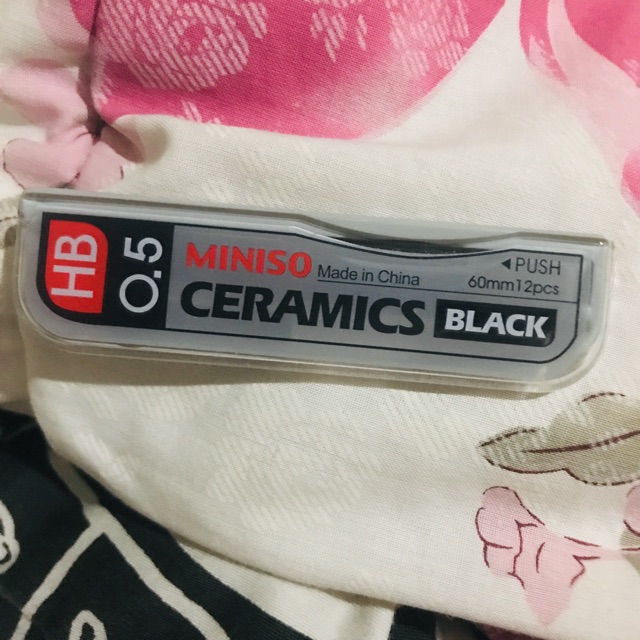 HB
0.5
MINISO Made in China
◄PUSH
60mm12pcs
CERAMICS BLACK